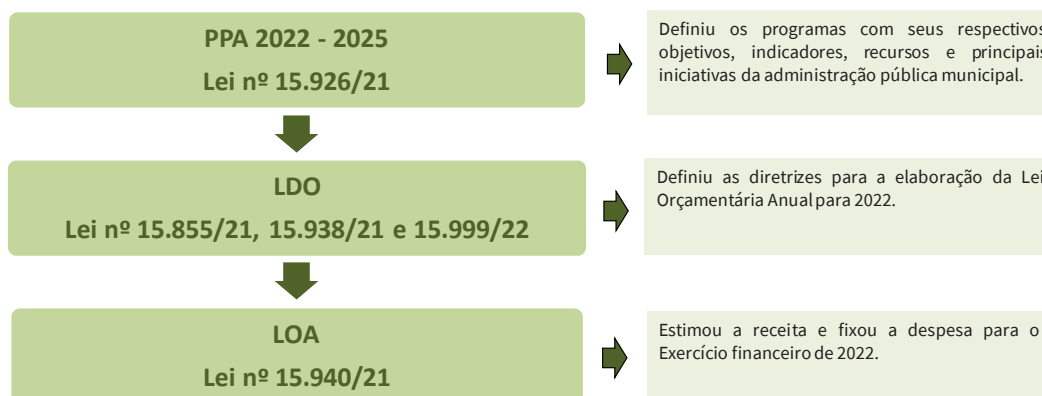 PPA 2022 - 2025
Lei nº 15.926/21
Definiu os programas com seus respectivos
objetivos, indicadores, recursos e principais
iniciativas da administração pública municipal.
LDO
Lei nº 15.855/21, 15.938/21 e 15.999/22
Definiu as diretrizes para a elaboração da Lei
Orçamentária Anual para 2022.
LOA
Lei nº 15.940/21
Estimou a receita e fixou a despesa para o
Exercício financeiro de 2022.